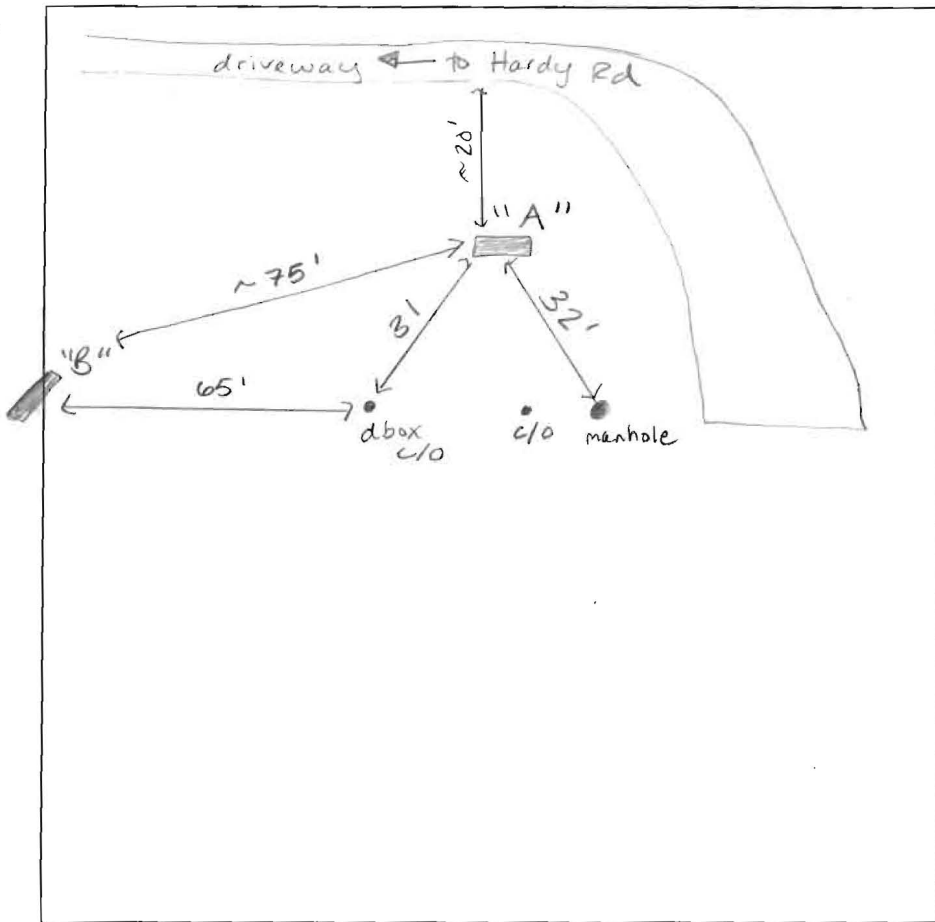 driveway ← to Hardy Rd
~20'
"A"
~75'
31'
32'
"B"
65'
dbox
c/o
c/o
manhole